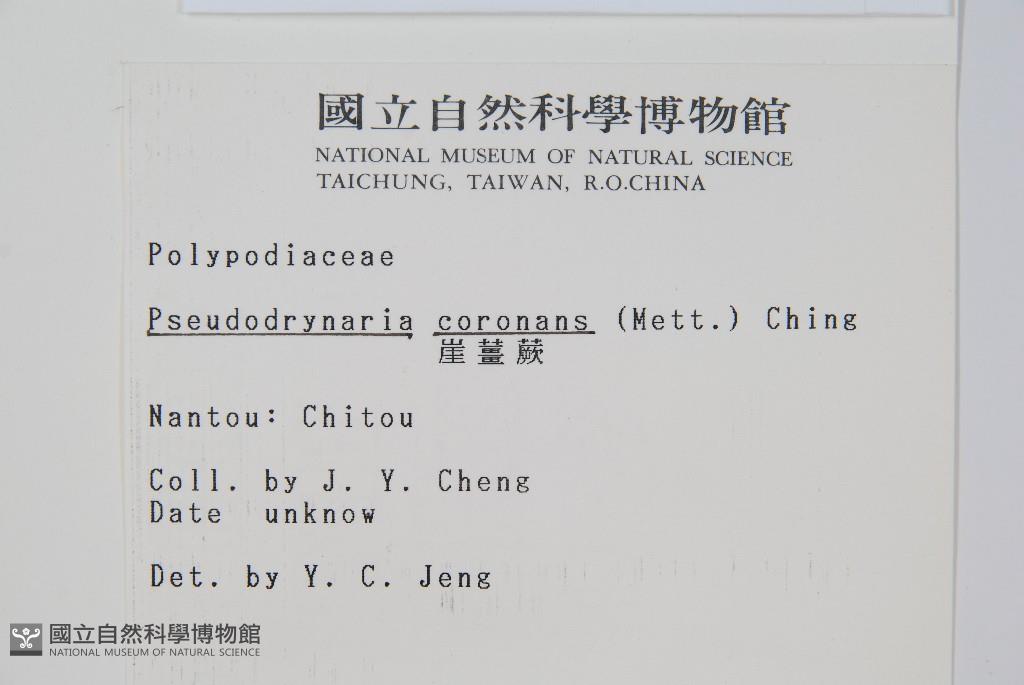 國立自然科學博物館
NATIONAL MUSEUM OF NATURAL SCIENCE
TAICHUNG, TAIWAN, R.O.CHINA
Polypodiaceae
Pseudodrynaria coronans (Mett.) Ching
崖薑蕨
Nantou: Chitou
Coll. by J. Y. Cheng
Date unknow
Det. by Y. C. Jeng
國立自然科學博物館
NATIONAL MUSEUM OF NATURAL SCIENCE